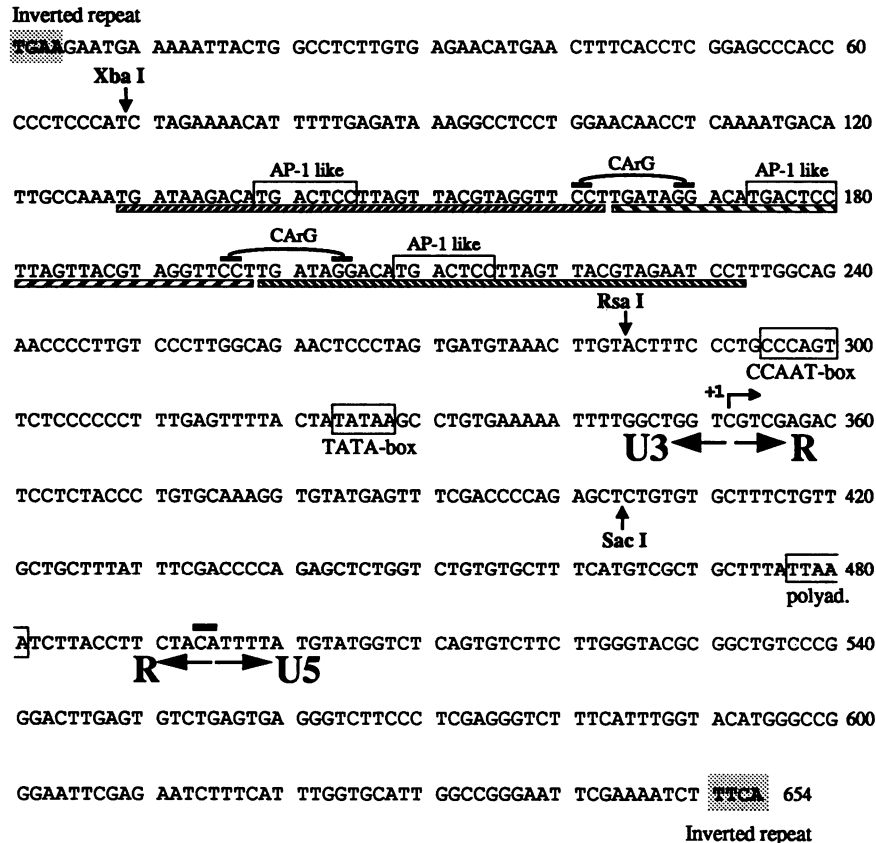 Inverted repeat
TGAAGAATGA AAAATTACTG GCCTCTTGTG AGAACATGAA CTTTCACCTC GGAGCCCACC 60
Xba I
CCCTCCCATC TAGAAAACAT TTTTGAGATA AAGGCCTCCT GGAACAACCT CAAAATGACA 120
AP-1 like CArG AP-1 like
TTGCCAAATG ATAAGACATG ACTCCTTAGT TACGTAGGTT CCTTGATAGG ACATGACTCC 180
CArG AP-1 like
TTAGTTACGT AGGTTCCTTG ATAGGACATG ACTCCTTAGT TACGTAGAAT CCTTTGGCAG 240
Rsa I
AACCCCTTGT CCCTTGGCAG AACTCCCTAG TGATGTAAAC TTGTACTTTC CCTGCCCAGT 300
CCAAT-box
+1
TCTCCCCCCT TTGAGTTTTA CTATATAAGC CTGTGAAAAA TTTTGGCTGG TCGTCGAGAC 360
TATA-box
U3 R
TCCTCTACCC TGTGCAAAGG TGTATGAGTT TCGACCCCAG AGCTCTGTGT GCTTTCTGTT 420
Sac I
GCTGCTTTAT TTCGACCCCA GAGCTCTGGT CTGTGTGCTT TCATGTCGCT GCTTTATTAA 480
polyad.
ATCTTACCTT CTACATTTTA TGTATGGTCT CAGTGTCTTC TTGGGTACGC GGCTGTCCCG 540
R U5
GGACTTGAGT GTCTGAGTGA GGGTCTTCCC TCGAGGGTCT TTCATTTGGT ACATGGGCCG 600
GGAATTCGAG AATCTTTCAT TTGGTGCATT GGCCGGGAAT TCGAAAATCT TTCA 654
Inverted repeat